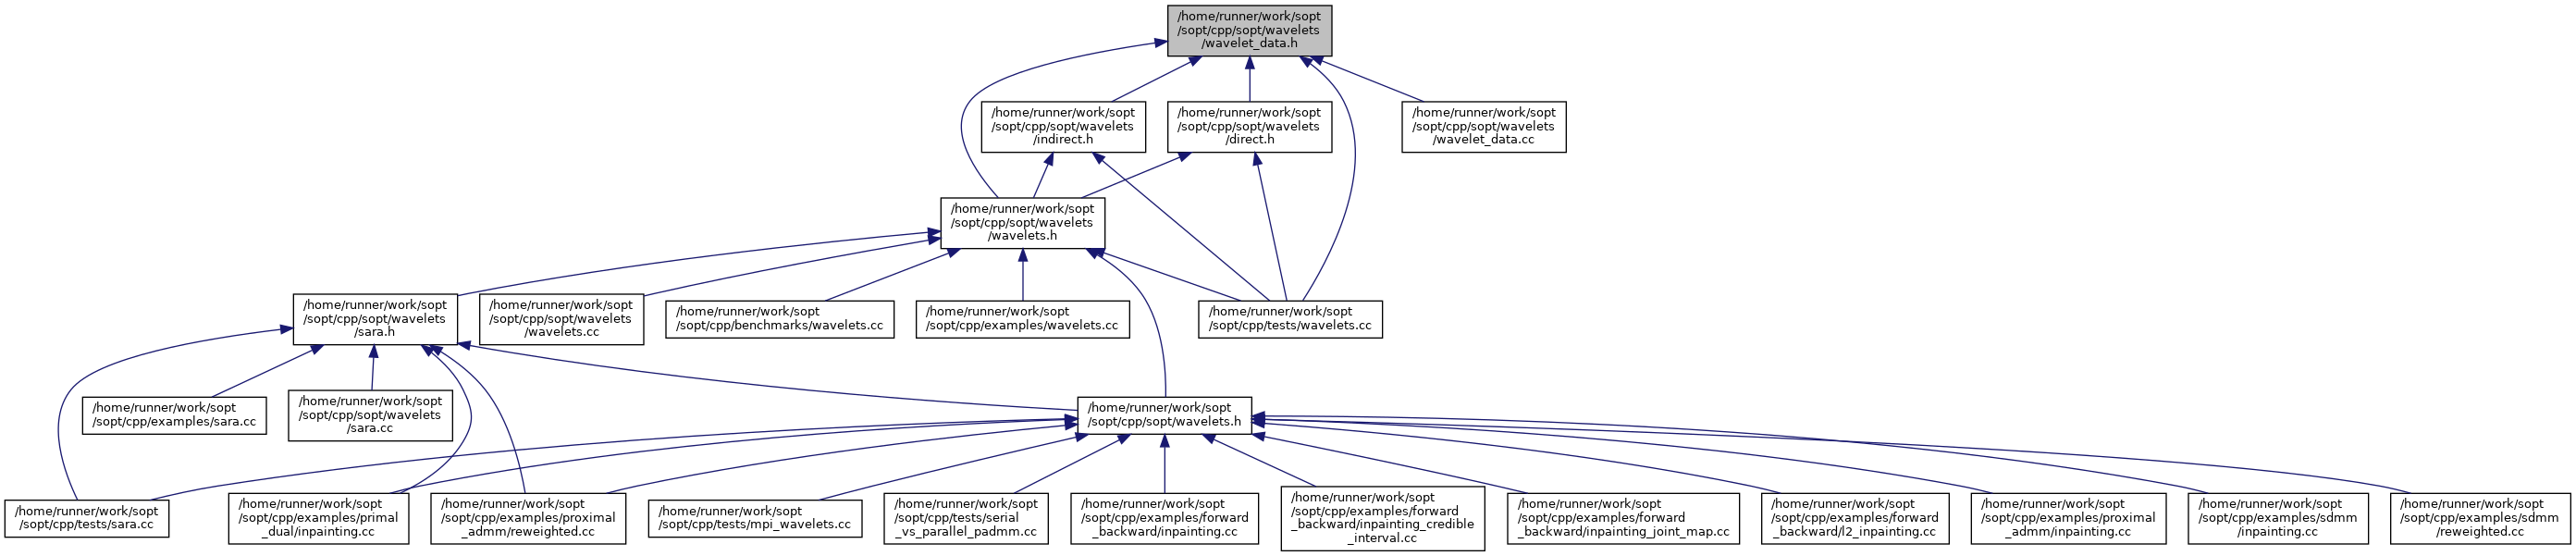 /home/runner/work/sopt
/sopt/cpp/sopt/wavelets
/wavelet_data.h
/home/runner/work/sopt
/sopt/cpp/sopt/wavelets
/indirect.h
/home/runner/work/sopt
/sopt/cpp/sopt/wavelets
/direct.h
/home/runner/work/sopt
/sopt/cpp/sopt/wavelets
/wavelet_data.cc
/home/runner/work/sopt
/sopt/cpp/sopt/wavelets
/wavelets.h
/home/runner/work/sopt
/sopt/cpp/sopt/wavelets
/sara.h
/home/runner/work/sopt
/sopt/cpp/sopt/wavelets
/wavelets.cc
/home/runner/work/sopt
/sopt/cpp/benchmarks/wavelets.cc
/home/runner/work/sopt
/sopt/cpp/examples/wavelets.cc
/home/runner/work/sopt
/sopt/cpp/tests/wavelets.cc
/home/runner/work/sopt
/sopt/cpp/examples/sara.cc
/home/runner/work/sopt
/sopt/cpp/sopt/wavelets
/sara.cc
/home/runner/work/sopt
/sopt/cpp/sopt/wavelets.h
/home/runner/work/sopt
/sopt/cpp/tests/sara.cc
/home/runner/work/sopt
/sopt/cpp/examples/primal
_dual/inpainting.cc
/home/runner/work/sopt
/sopt/cpp/examples/proximal
_admm/reweighted.cc
/home/runner/work/sopt
/sopt/cpp/tests/mpi_wavelets.cc
/home/runner/work/sopt
/sopt/cpp/tests/serial
_vs_parallel_padmm.cc
/home/runner/work/sopt
/sopt/cpp/examples/forward
_backward/inpainting.cc
/home/runner/work/sopt
/sopt/cpp/examples/forward
_backward/inpainting_credible
_interval.cc
/home/runner/work/sopt
/sopt/cpp/examples/forward
_backward/inpainting_joint_map.cc
/home/runner/work/sopt
/sopt/cpp/examples/forward
_backward/l2_inpainting.cc
/home/runner/work/sopt
/sopt/cpp/examples/proximal
_admm/inpainting.cc
/home/runner/work/sopt
/sopt/cpp/examples/sdmm
/inpainting.cc
/home/runner/work/sopt
/sopt/cpp/examples/sdmm
/reweighted.cc